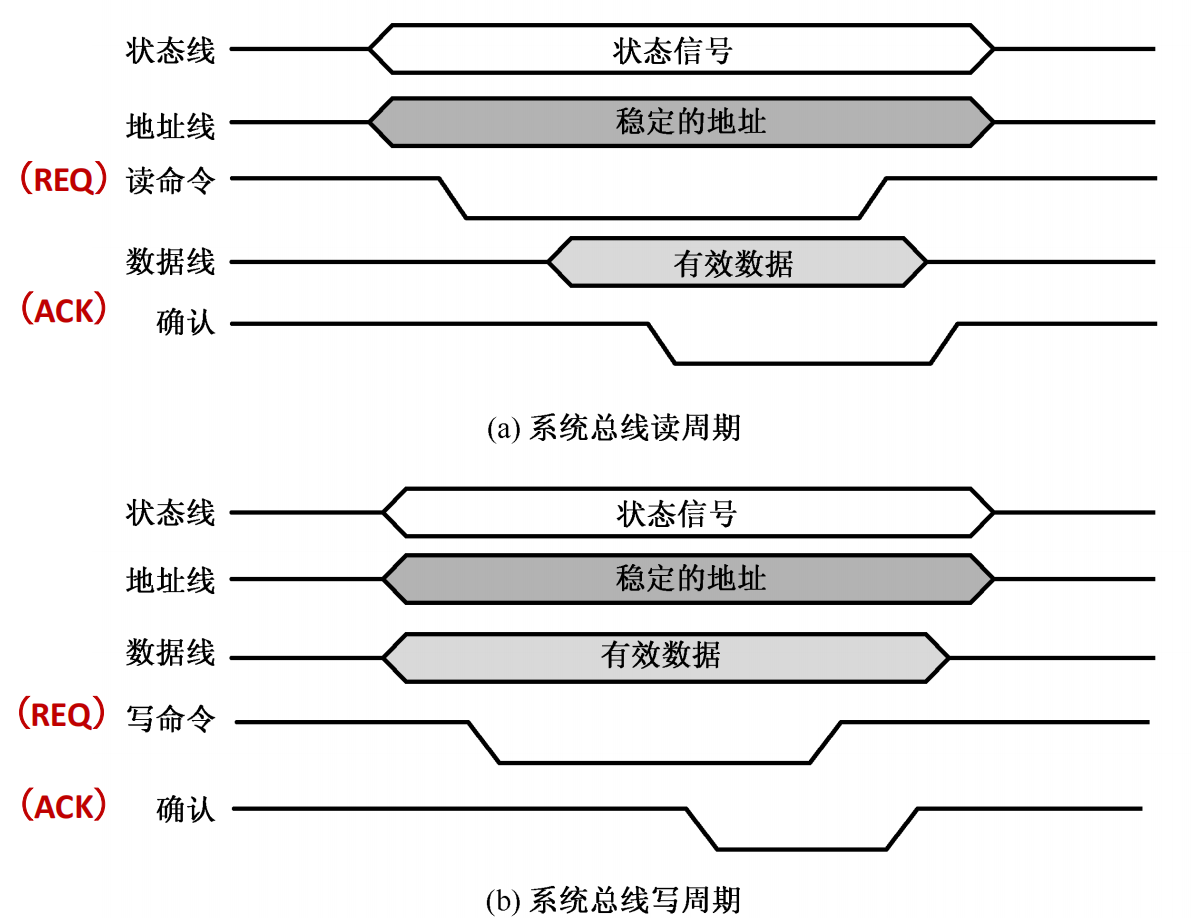 状态线 状态信号
地址线 稳定的地址
（REQ）读命令
数据线 有效数据
（ACK） 确认
(a) 系统总线读周期
状态线 状态信号
地址线 稳定的地址
数据线 有效数据
（REQ）写命令
（ACK） 确认
(b) 系统总线写周期